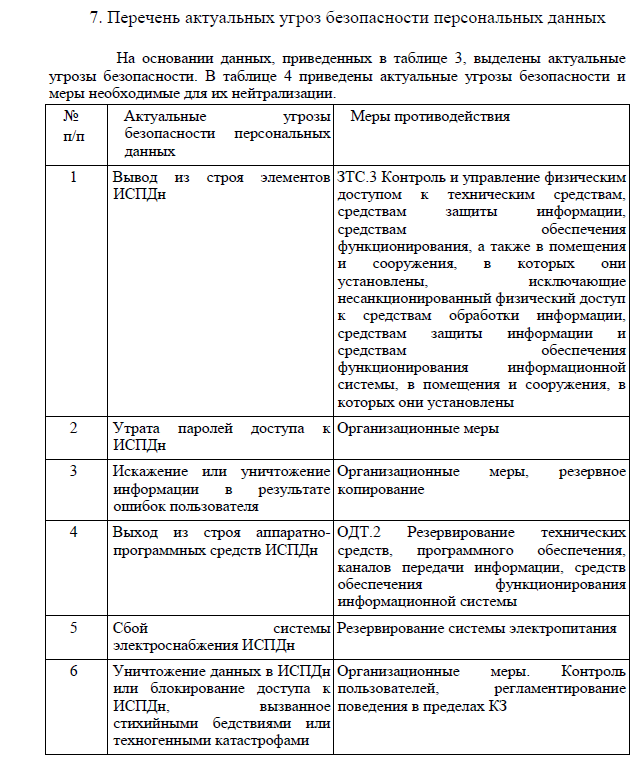 7. Перечень актуальных угроз безопасности персональных данных
На основании данных, приведенных в таблице 3, выделены актуальные
угрозы безопасности. В таблице 4 приведены актуальные угрозы безопасности и
меры необходимые для их нейтрализации.
№
п/п
Актуальные угрозы
безопасности персональных
данных
Меры противодействия
1
Вывод из строя элементов
ИСПДн
ЗТС.3 Контроль и управление физическим
доступом к техническим средствам,
средствам защиты информации,
средствам обеспечения
функционирования, а также в помещения
и сооружения, в которых они
установлены, исключающие
несанкционированный физический доступ
к средствам обработки информации,
средствам защиты информации и
средствам обеспечения
функционирования информационной
системы, в помещения и сооружения, в
которых они установлены
2
Утрата паролей доступа к
ИСПДн
Организационные меры
3
Искажение или уничтожение
информации в результате
ошибок пользователя
Организационные меры, резервное
копирование
4
Выход из строя аппаратно-
программных средств ИСПДн
ОДТ.2 Резервирование технических
средств, программного обеспечения,
каналов передачи информации, средств
обеспечения функционирования
информационной системы
5
Сбой системы
электроснабжения ИСПДн
Резервирование системы электропитания
6
Уничтожение данных в ИСПДн
или блокирование доступа к
ИСПДн, вызванное
стихийными бедствиями или
техногенными катастрофами
Организационные меры. Контроль
пользователей, регламентирование
поведения в пределах КЗ